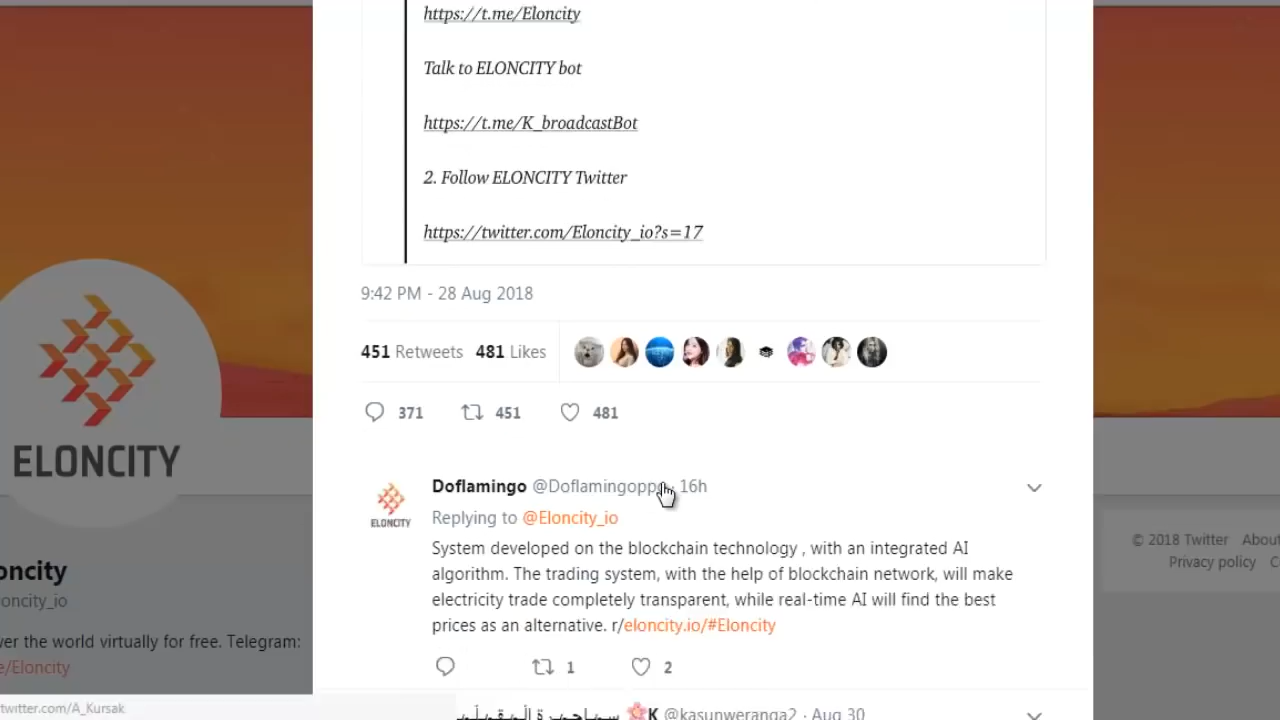 https://t.me/Eloncity
Talk to ELONCITY bot
https://t.me/K_broadcastBot
2. Follow ELONCITY Twitter
https://twitter.com/Eloncity_io?s=17
9:42 PM - 28 Aug 2018
451 Retweets 481 Likes
371 451 481
ELONCITY
Doflamingo @Doflamingopp · 16h
ELONCITY
Replying to @Eloncity_io
System developed on the blockchain technology , with an integrated AI
algorithm. The trading system, with the help of blockchain network, will make
electricity trade completely transparent, while real-time AI will find the best
prices as an alternative. r/eloncity.io/#Eloncity
1 2
K @kasunweranga2 · Aug 30
oncity
oncity_io
ver the world virtually for free. Telegram:
e/Eloncity
twitter.com/A_Kursak
© 2018 Twitter About
Privacy policy C